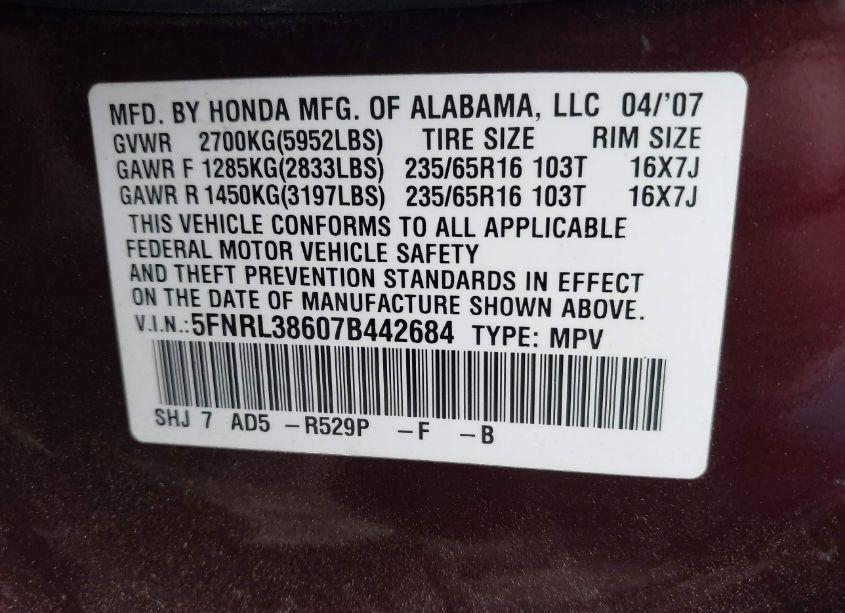 MFD. BY HONDA MFG. OF ALABAMA, LLC 04/'07
GVWR 2700KG(5952LBS) TIRE SIZE RIM SIZE
GAWR F 1285KG(2833LBS) 235/65R16 103T 16X7J
GAWR R 1450KG(3197LBS) 235/65R16 103T 16X7J
THIS VEHICLE CONFORMS TO ALL APPLICABLE
FEDERAL MOTOR VEHICLE SAFETY
AND THEFT PREVENTION STANDARDS IN EFFECT
ON THE DATE OF MANUFACTURE SHOWN ABOVE.
V.I.N.:5FNRL38607B442684 TYPE: MPV
SHJ 7 AD5 -R529P -F -B